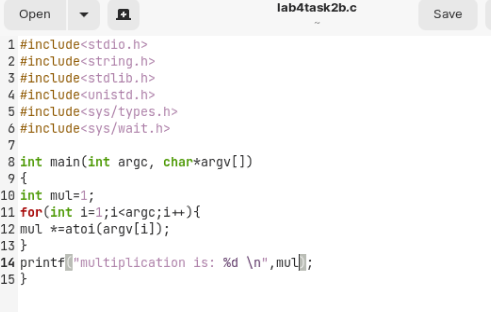 Open lab4task2b.c Save
~
1 #include<stdio.h>
2 #include<string.h>
3 #include<stdlib.h>
4 #include<unistd.h>
5 #include<sys/types.h>
6 #include<sys/wait.h>
7
8 int main(int argc, char*argv[])
9 {
10 int mul=1;
11 for(int i=1;i<argc;i++){
12 mul *=atoi(argv[i]);
13 }
14 printf("multiplication is: %d \n",mul);
15 }